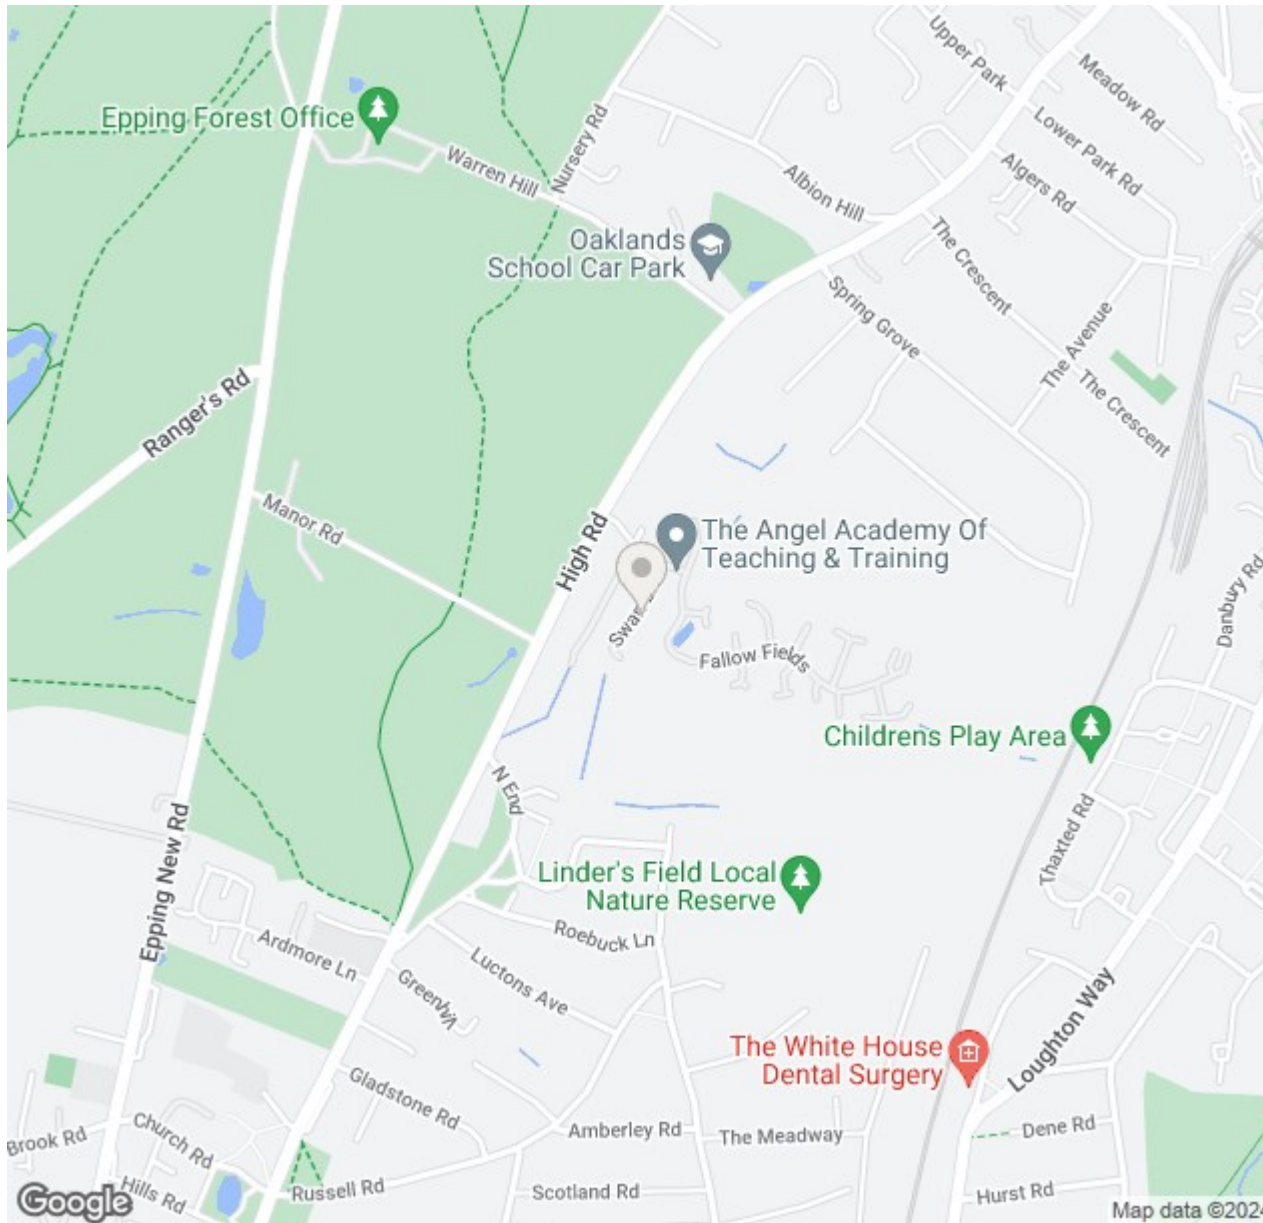 Upper Park
Meadow Rd
Epping Forest Office
Nursery Rd
Lower Park Rd
Warren Hill
Albion Hill
Algers Rd
Oaklands
School Car Park
The Crescent
Spring Grove
The Avenue
Ranger's Rd
The Crescent
Manor Rd
High Rd
The Angel Academy Of
Teaching & Training
Danbury Rd
Fallow Fields
Childrens Play Area
N End
Epping New Rd
Thaxted Rd
Linder's Field Local
Nature Reserve
Roebuck Ln
Ardmore Ln
Luctons Ave
Greenhill
The White House
Dental Surgery
Loughton Way
Gladstone Rd
Church Rd
Brook Rd
Amberley Rd
The Meadway
Dene Rd
Hills Rd
Russell Rd
Scotland Rd
Hurst Rd
Google
Map data ©2024